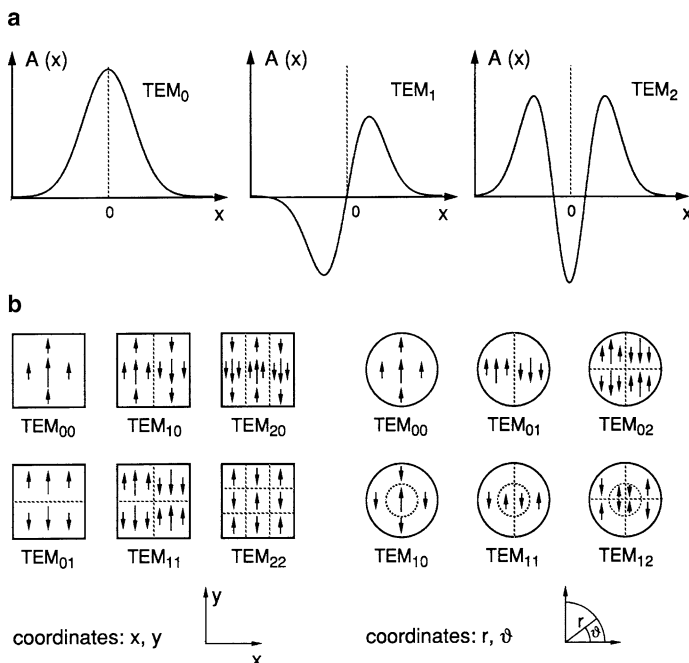 a
A (x) A (x) A (x)
TEM₀ TEM₁ TEM₂
0 x 0 x 0 x
b
TEM₀₀ TEM₁₀ TEM₂₀ TEM₀₀ TEM₀₁ TEM₀₂
TEM₀₁ TEM₁₁ TEM₂₂ TEM₁₀ TEM₁₁ TEM₁₂
y
coordinates: x, y x coordinates: r, ϑ r ϑ